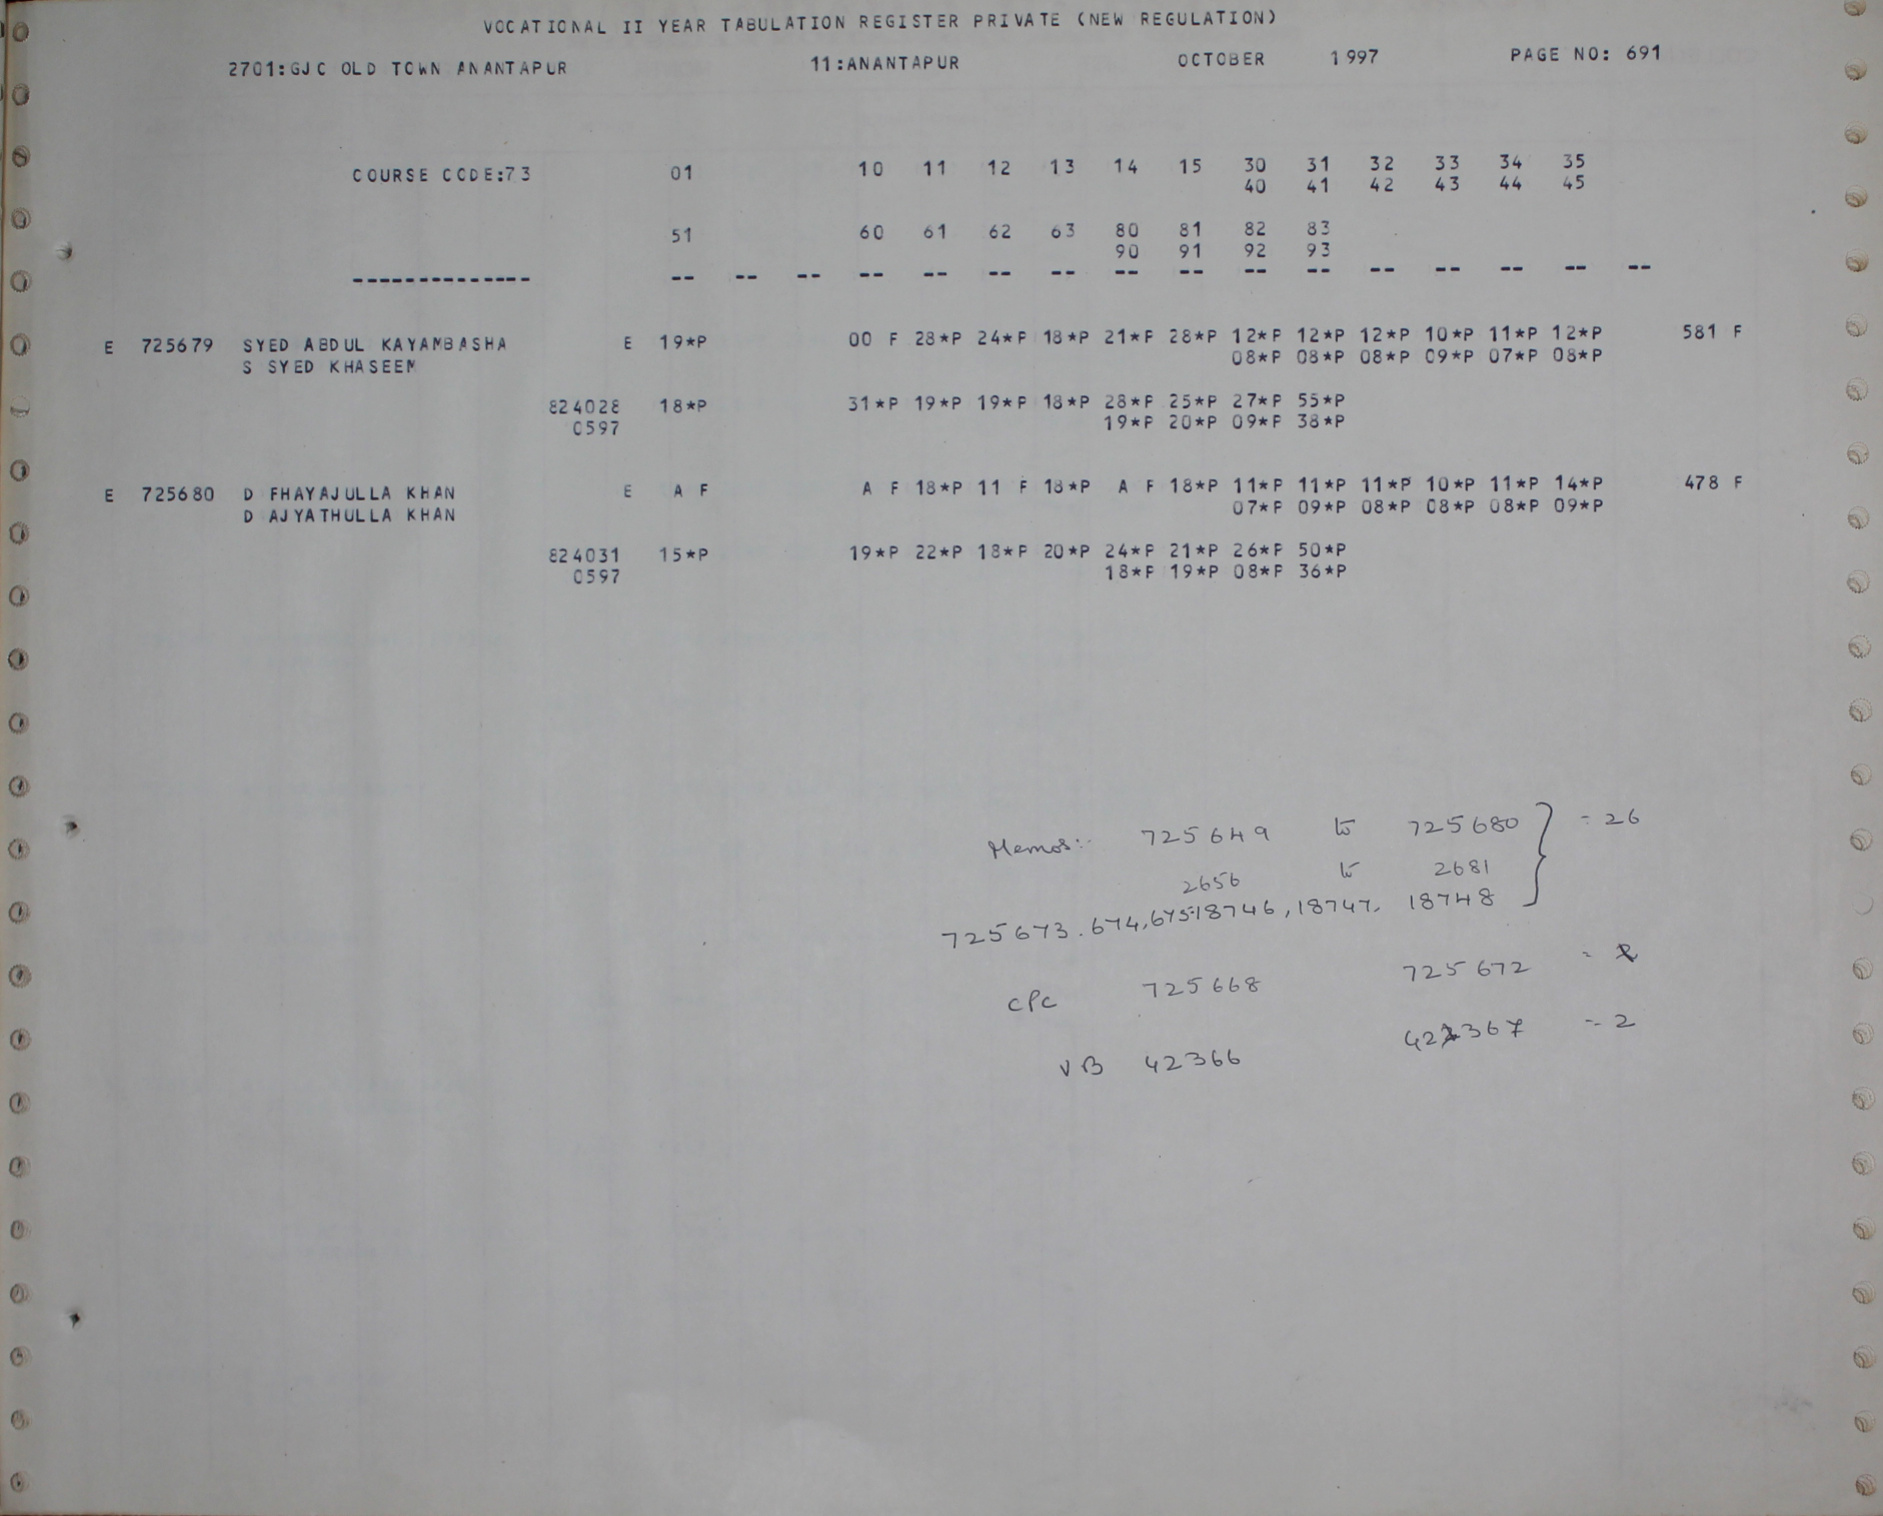 VOCATIONAL II YEAR TABULATION REGISTER PRIVATE (NEW REGULATION)
2701:GJC OLD TOWN ANANTAPUR 11:ANANTAPUR OCTOBER 1997 PAGE NO: 691
COURSE CODE:73 01 10 11 12 13 14 15 30 31 32 33 34 35
40 41 42 43 44 45
51 60 61 62 63 80 81 82 83
90 91 92 93
-------------- -- -- -- -- -- -- -- -- -- -- -- -- -- -- -- --
E 725679 SYED ABDUL KAYAMBASHA E 19*P 00 F 28*P 24*P 18*P 21*P 28*P 12*P 12*P 12*P 10*P 11*P 12*P 581 F
S SYED KHASEEM 08*P 08*P 08*P 09*P 07*P 08*P
824028 18*P 31*P 19*P 19*P 18*P 28*P 25*P 27*P 55*P
0597 19*P 20*P 09*P 38*P
E 725680 D FHAYAJULLA KHAN E A F A F 18*P 11 F 18*P A F 18*P 11*P 11*P 11*P 10*P 11*P 14*P 478 F
D AJYATHULLA KHAN 07*P 09*P 08*P 08*P 08*P 09*P
824031 15*P 19*P 22*P 18*P 20*P 24*P 21*P 26*P 50*P
0597 18*P 19*P 08*P 36*P
Memos:- 725649 to 725680 = 26
2656 to 2681
725673.674,675-18746, 18747, 18748
CPC 725668 725672 =
VB 42366 42367 = 2